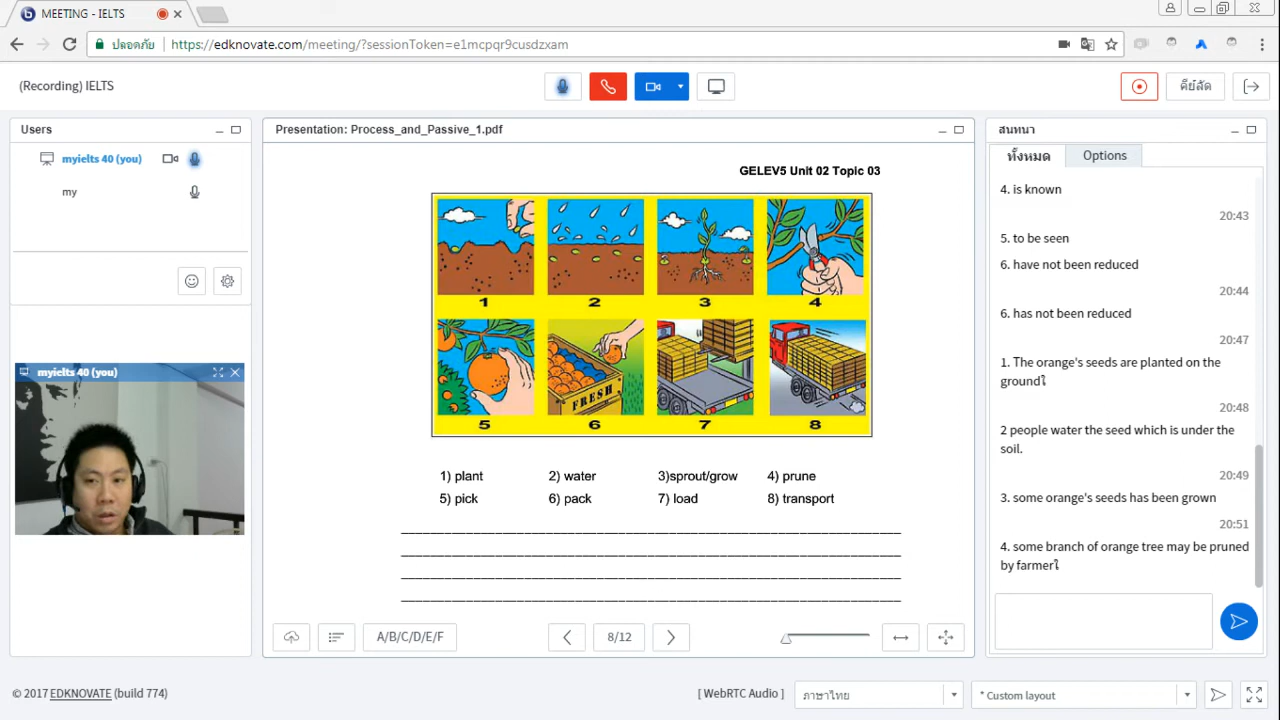 MEETING - IELTS
ปลอดภัย
https://edknovate.com/meeting/?sessionToken=e1mcpqr9cusdzxam
(Recording) IELTS
คีย์ลัด
Users
myielts 40 (you)
my
myielts 40 (you)
Presentation: Process_and_Passive_1.pdf
GELEV5 Unit 02 Topic 03
1
2
3
4
FRESH
5
6
7
8
1) plant
2) water
3)sprout/grow
4) prune
5) pick
6) pack
7) load
8) transport
A/B/C/D/E/F
8/12
สนทนา
ทั้งหมด
Options
4. is known
20:43
5. to be seen
6. have not been reduced
20:44
6. has not been reduced
20:47
1. The orange's seeds are planted on the
groundใ
20:48
2 people water the seed which is under the
soil.
20:49
3. some orange's seeds has been grown
20:51
4. some branch of orange tree may be pruned
by farmerใ
© 2017 EDKNOVATE (build 774)
[ WebRTC Audio ]
ภาษาไทย
* Custom layout